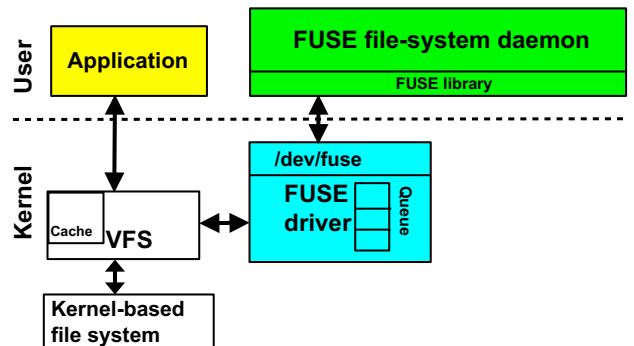 User
Application
FUSE file-system daemon
FUSE library
Kernel
/dev/fuse
FUSE
driver
Queue
Cache
VFS
Kernel-based
file system